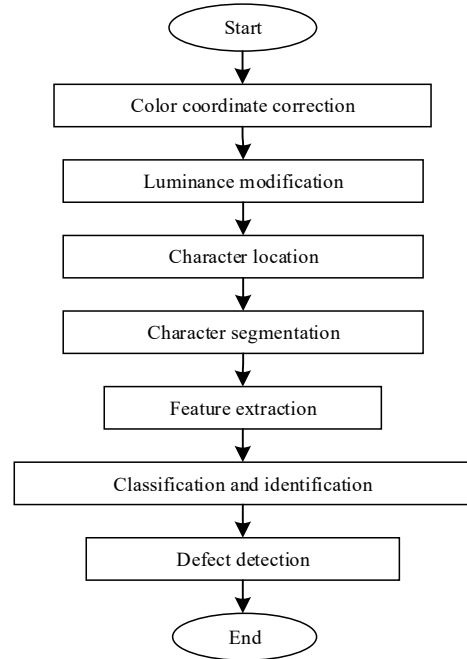 Start
Color coordinate correction
Luminance modification
Character location
Character segmentation
Feature extraction
Classification and identification
Defect detection
End